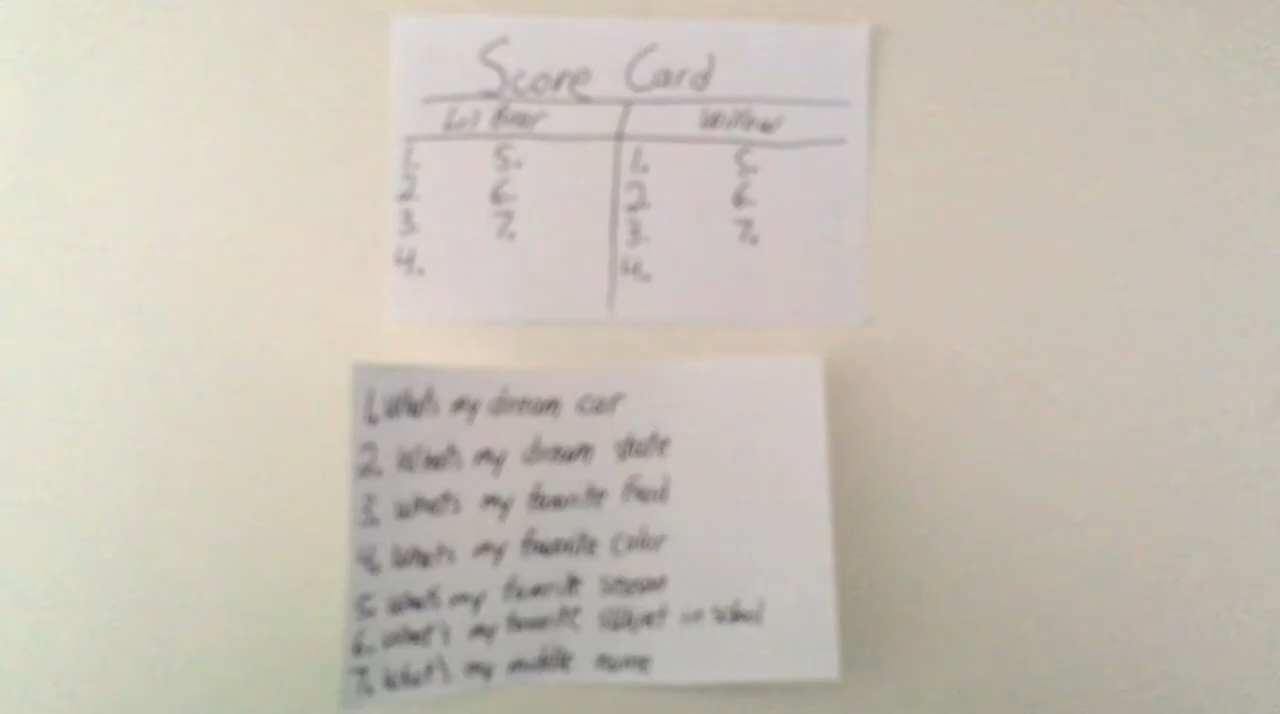 Score Card
Willow
1. 5. 1. 5.
2. 6. 2. 6.
3. 7. 3. 7.
4. 4.
1. What's my dream car
2. What's my dream state
3. What's my favorite food
4. What's my favorite color
5. What's my favorite season
6. What's my favorite subject in school
7. What's my middle name